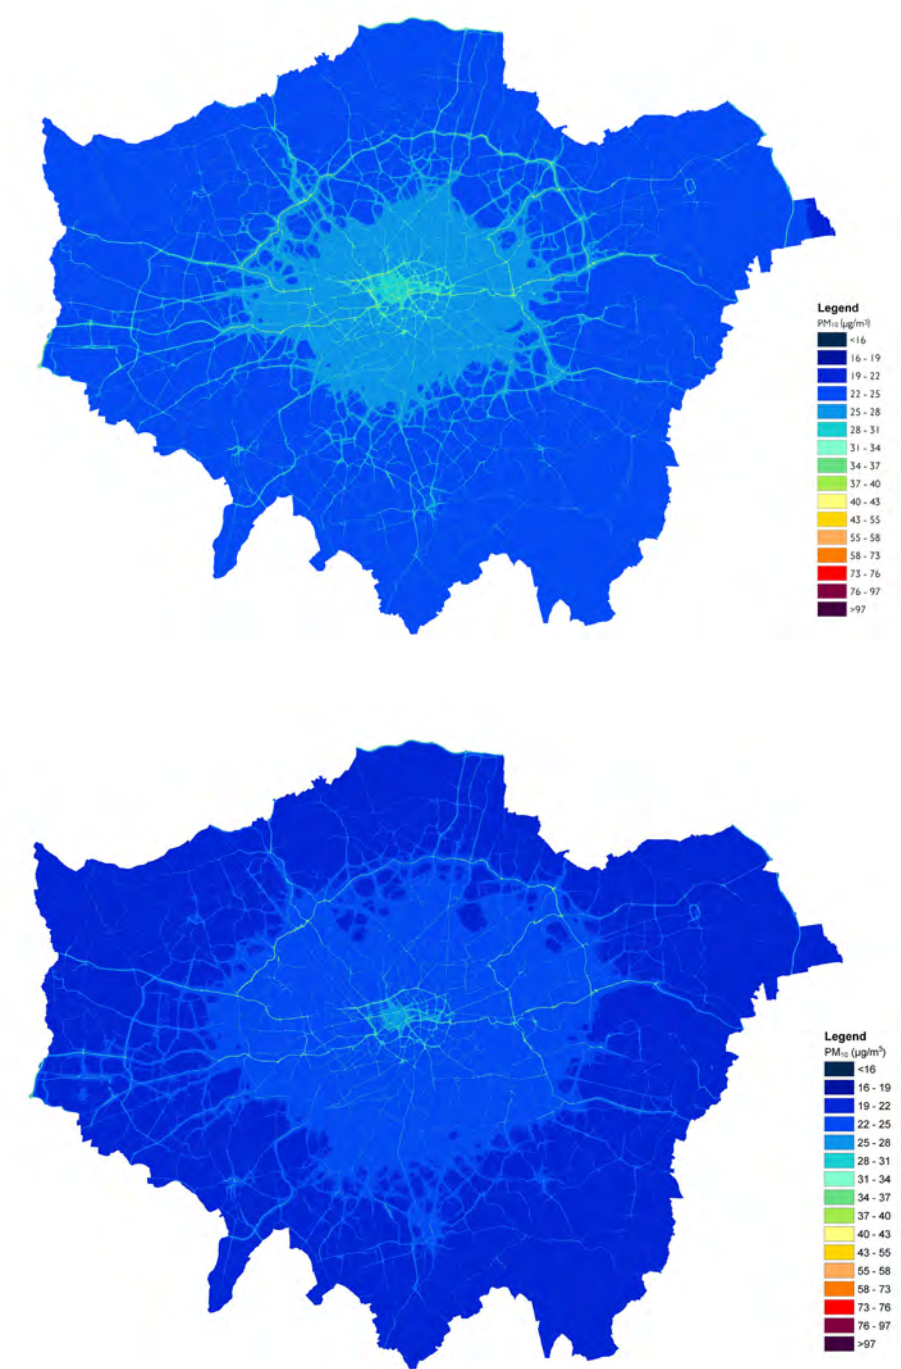 Legend
PM₁₀ (µg/m³)
<16
16 - 19
19 - 22
22 - 25
25 - 28
28 - 31
31 - 34
34 - 37
37 - 40
40 - 43
43 - 55
55 - 58
58 - 73
73 - 76
76 - 97
>97
Legend
PM₁₀ (µg/m³)
<16
16 - 19
19 - 22
22 - 25
25 - 28
28 - 31
31 - 34
34 - 37
37 - 40
40 - 43
43 - 55
55 - 58
58 - 73
73 - 76
76 - 97
>97